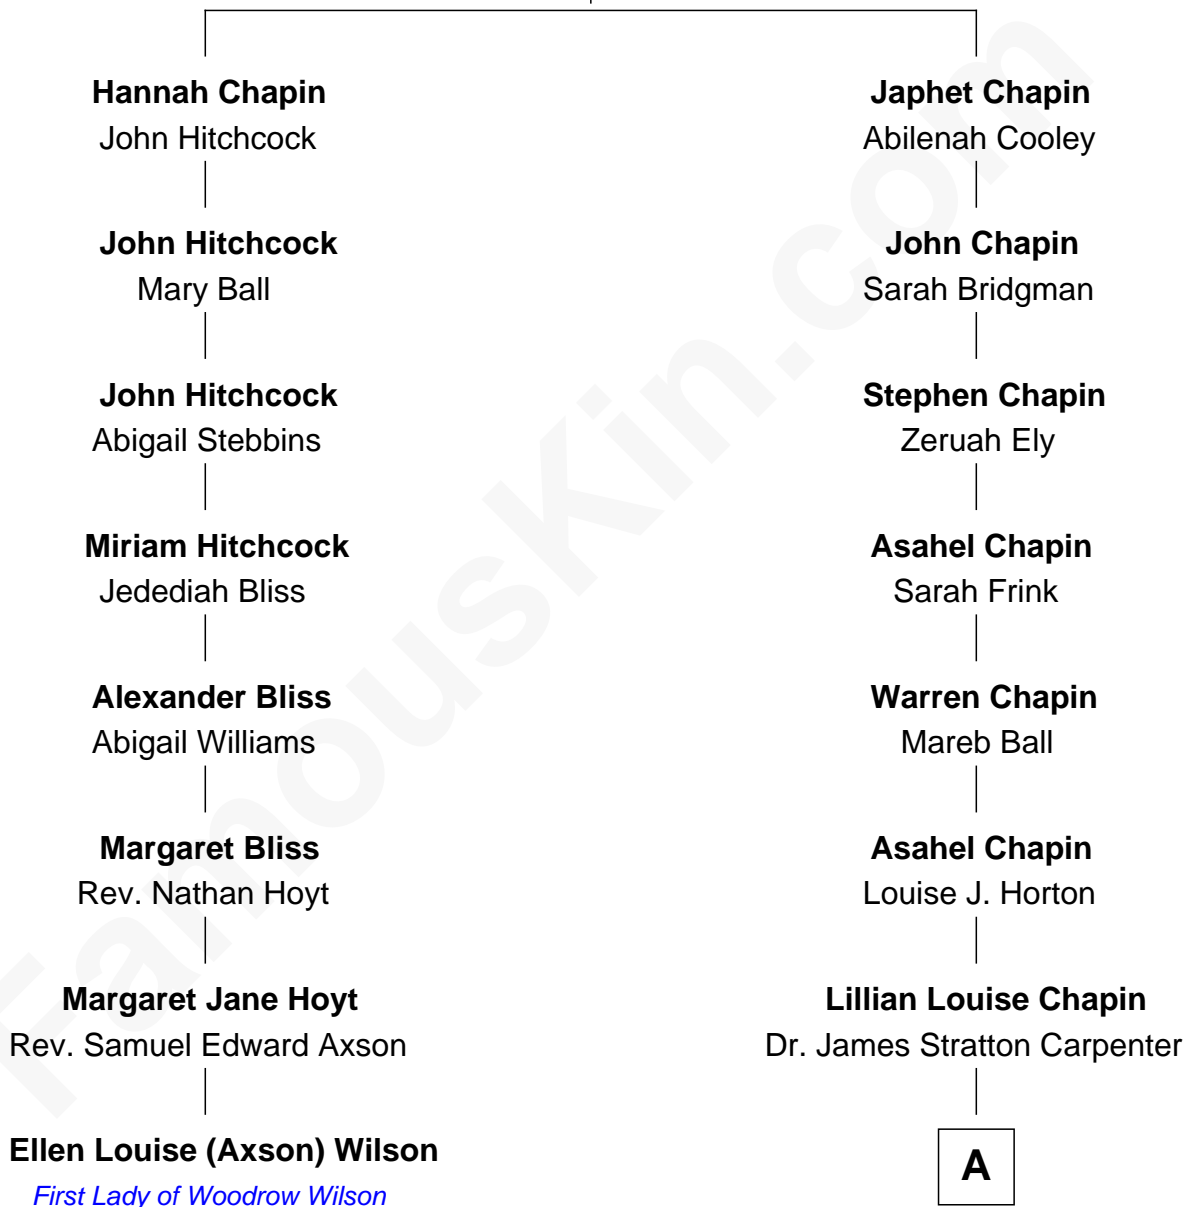 Hannah Chapin
John Hitchcock
Japhet Chapin
Abilenah Cooley
John Hitchcock
Mary Ball
John Chapin
Sarah Bridgman
John Hitchcock
Abigail Stebbins
Stephen Chapin
Zeruah Ely
Miriam Hitchcock
Jedediah Bliss
Asahel Chapin
Sarah Frink
Alexander Bliss
Abigail Williams
Warren Chapin
Mareb Ball
Margaret Bliss
Rev. Nathan Hoyt
Asahel Chapin
Louise J. Horton
Margaret Jane Hoyt
Rev. Samuel Edward Axson
Lillian Louise Chapin
Dr. James Stratton Carpenter
Ellen Louise (Axson) Wilson
First Lady of Woodrow Wilson
A
FamousKin.com